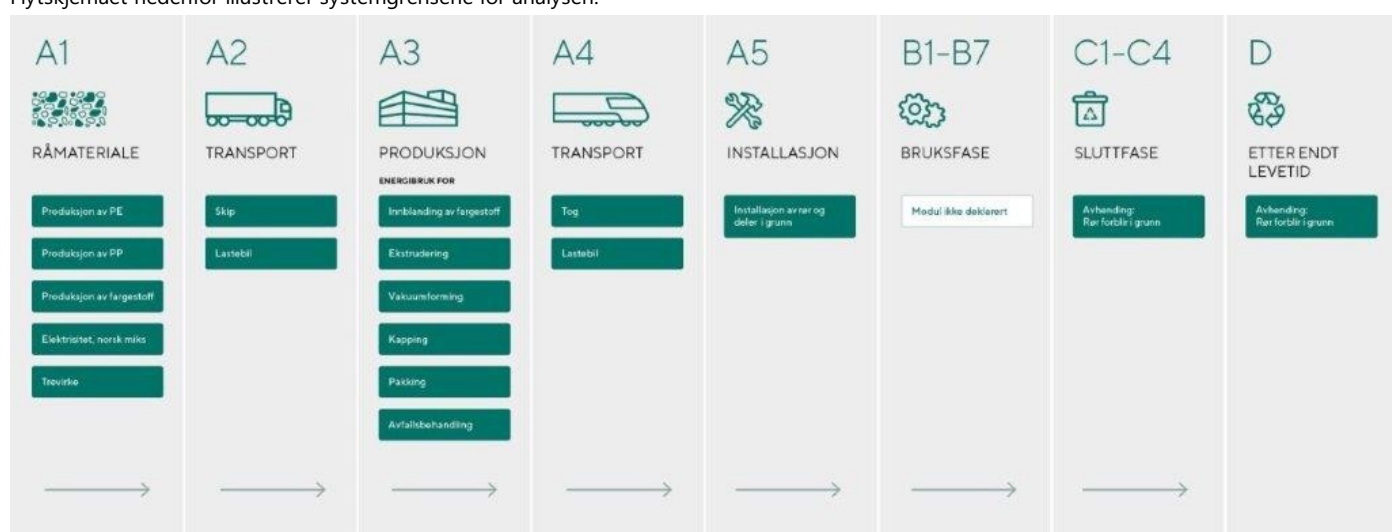 Flytskjemaet nedenfor illustrerer systemgrensene for analysen.
A1
RÅMATERIALE
Produksjon av PE
Produksjon av PP
Produksjon av fargestoff
Elektrisitet, norsk miks
Trevirke
A2
TRANSPORT
Skip
Lastebil
A3
PRODUKSJON
ENERGIBRUK FOR
Innblanding av fargestoff
Ekstrudering
Vakuumforming
Kapping
Pakking
Avfallsbehandling
A4
TRANSPORT
Tog
Lastebil
A5
INSTALLASJON
Installasjon av rør og
deler i grunn
B1-B7
BRUKSFASE
Modul ikke deklarert
C1-C4
SLUTTFASE
Avhending:
Rør forblir i grunn
D
ETTER ENDT
LEVETID
Avhending:
Rør forblir i grunn